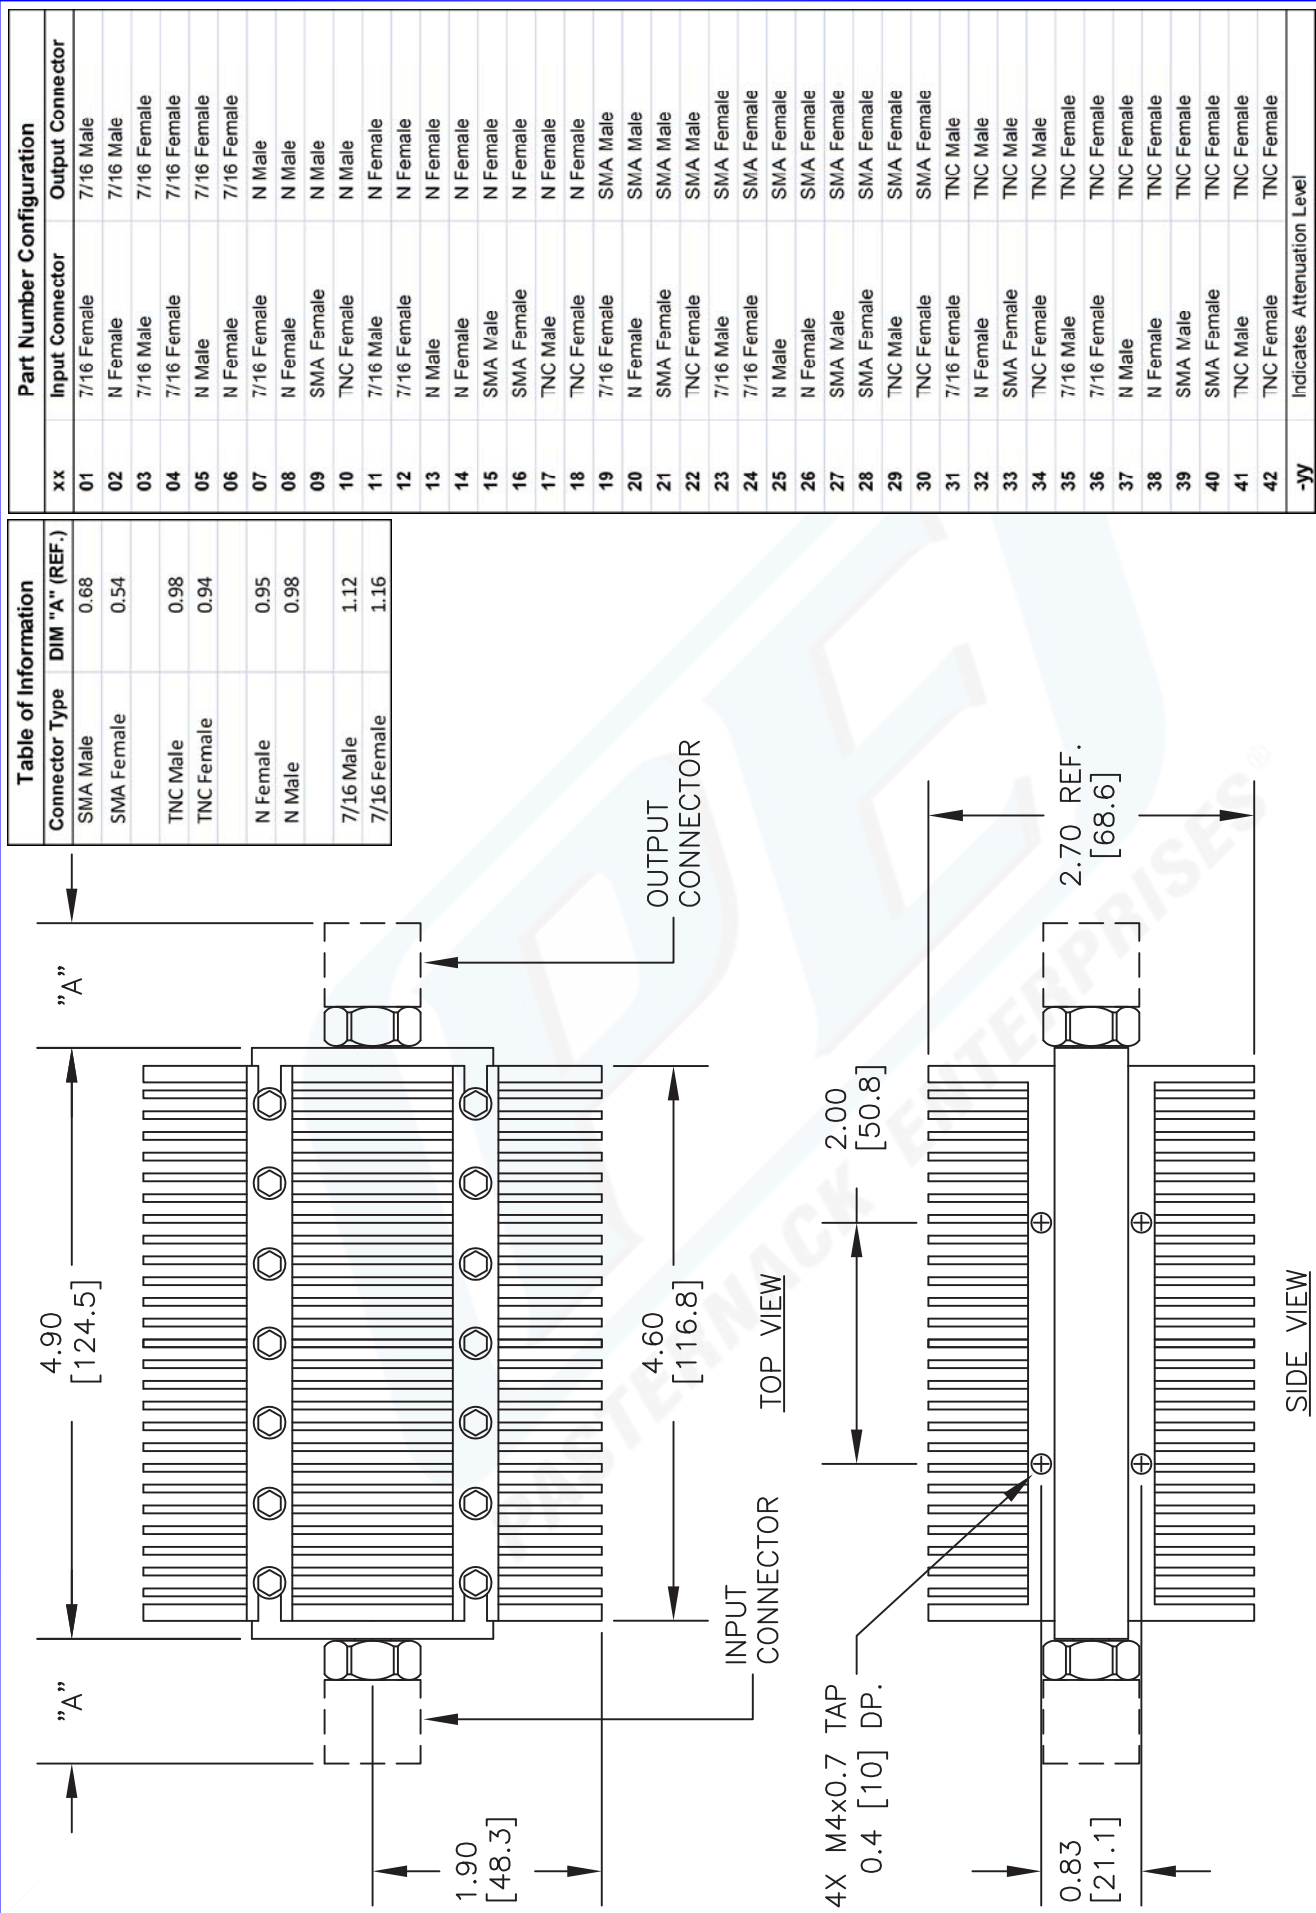 Table of Information
Connector Type DIM "A" (REF.)
SMA Male 0.68
SMA Female 0.54
TNC Male 0.98
TNC Female 0.94
N Female 0.95
N Male 0.98
7/16 Male 1.12
7/16 Female 1.16
Part Number Configuration
xx Input Connector Output Connector
01 7/16 Female 7/16 Male
02 N Female 7/16 Male
03 7/16 Male 7/16 Female
04 7/16 Female 7/16 Female
05 N Male 7/16 Female
06 N Female 7/16 Female
07 7/16 Female N Male
08 N Female N Male
09 SMA Female N Male
10 TNC Female N Male
11 7/16 Male N Female
12 7/16 Female N Female
13 N Male N Female
14 N Female N Female
15 SMA Male N Female
16 SMA Female N Female
17 TNC Male N Female
18 TNC Female N Female
19 7/16 Female SMA Male
20 N Female SMA Male
21 SMA Female SMA Male
22 TNC Female SMA Male
23 7/16 Male SMA Female
24 7/16 Female SMA Female
25 N Male SMA Female
26 N Female SMA Female
27 SMA Male SMA Female
28 SMA Female SMA Female
29 TNC Male SMA Female
30 TNC Female SMA Female
31 7/16 Female TNC Male
32 N Female TNC Male
33 SMA Female TNC Male
34 TNC Female TNC Male
35 7/16 Male TNC Female
36 7/16 Female TNC Female
37 N Male TNC Female
38 N Female TNC Female
39 SMA Male TNC Female
40 SMA Female TNC Female
41 TNC Male TNC Female
42 TNC Female TNC Female
-yy Indicates Attenuation Level
"A"
4.90
[124.5]
"A"
1.90
[48.3]
INPUT
CONNECTOR
4.60
[116.8]
OUTPUT
CONNECTOR
TOP VIEW
4X M4x0.7 TAP
0.4 [10] DP.
2.00
[50.8]
0.83
[21.1]
2.70 REF.
[68.6]
SIDE VIEW
PEI
PASTERNACK ENTERPRISES®